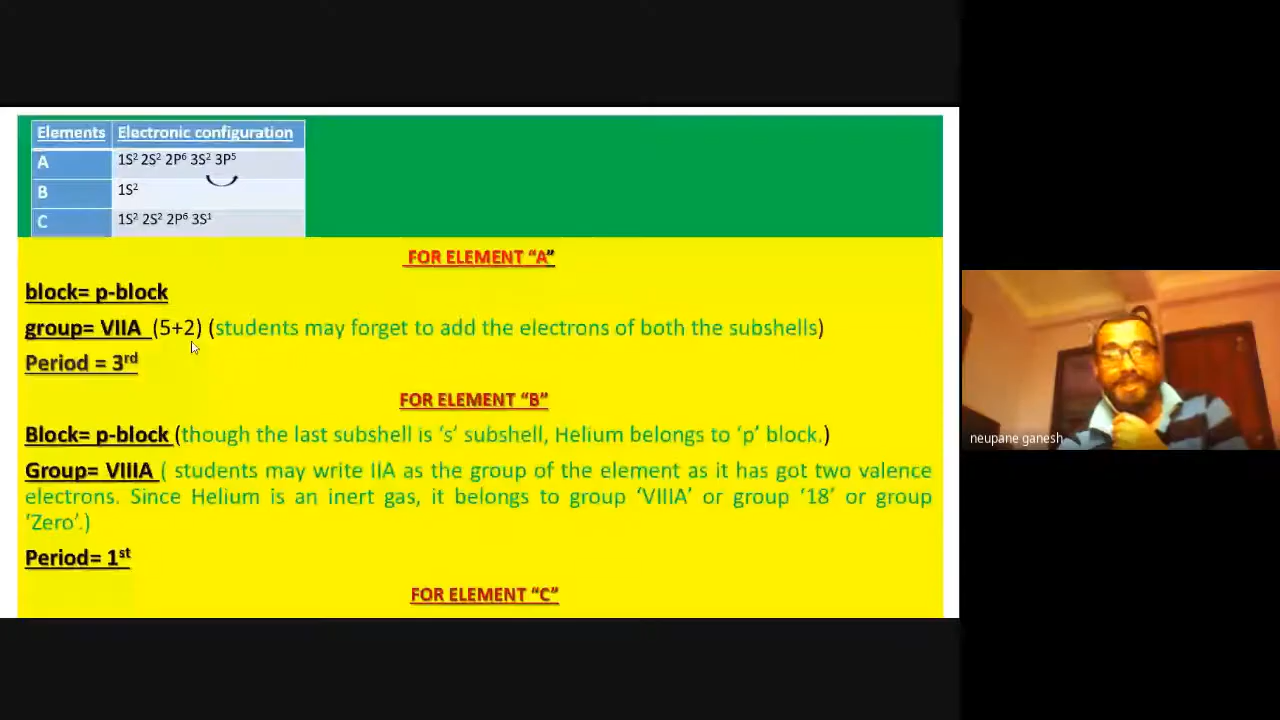 Elements Electronic configuration
A 1S² 2S² 2P⁶ 3S² 3P⁵
B 1S²
C 1S² 2S² 2P⁶ 3S¹
FOR ELEMENT “A”
block= p-block
group= VIIA (5+2) (students may forget to add the electrons of both the subshells)
Period = 3ʳᵈ
FOR ELEMENT “B”
Block= p-block (though the last subshell is ‘s’ subshell, Helium belongs to ‘p’ block.)
Group= VIIIA ( students may write IIA as the group of the element as it has got two valence
electrons. Since Helium is an inert gas, it belongs to group ‘VIIIA’ or group ‘18’ or group
‘Zero’.)
Period= 1ˢᵗ
FOR ELEMENT “C”
neupane ganesh